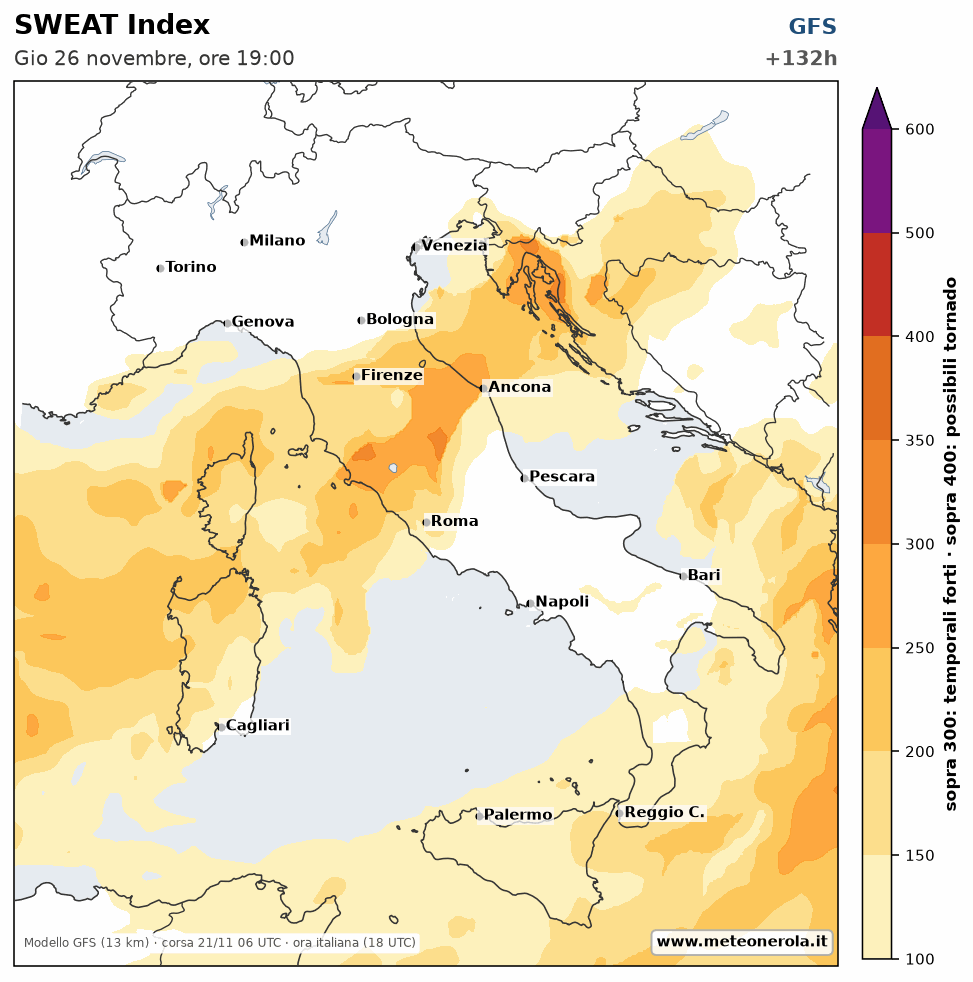 SWEAT Index
GFS
Gio 26 novembre, ore 19:00
+132h
600
500
400
350
300
250
200
150
100
sopra 300: temporali forti · sopra 400: possibili tornado
Milano
Venezia
Torino
Genova
Bologna
Firenze
Ancona
Pescara
Roma
Bari
Napoli
Cagliari
Palermo
Reggio C.
Modello GFS (13 km) · corsa 21/11 06 UTC · ora italiana (18 UTC)
www.meteonerola.it